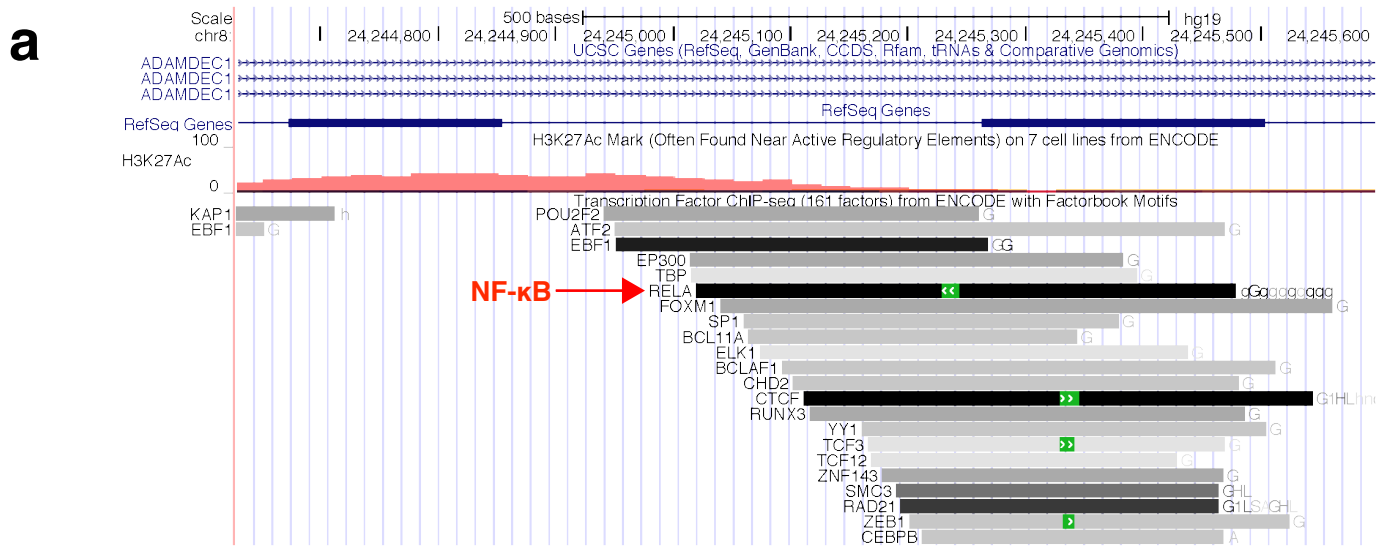 a
Scale 500 bases hg19
chr8: 24,244,800 24,244,900 24,245,000 24,245,100 24,245,200 24,245,300 24,245,400 24,245,500 24,245,600
UCSC Genes (RefSeq, GenBank, CCDS, Rfam, tRNAs & Comparative Genomics)
ADAMDEC1
ADAMDEC1
ADAMDEC1
RefSeq Genes
RefSeq Genes
100
H3K27Ac Mark (Often Found Near Active Regulatory Elements) on 7 cell lines from ENCODE
H3K27Ac
0
Transcription Factor ChIP-seq (161 factors) from ENCODE with Factorbook Motifs
KAP1 h POU2F2 G
EBF1 G ATF2 G
EBF1 GG
EP300 G
TBP G
NF-κB RELA gGggggggg
FOXM1 G
SP1 G
BCL11A G
ELK1 G
BCLAF1 G
CHD2 G
CTCF G1HL
RUNX3 G
YY1 G
TCF3 G
TCF12 G
ZNF143 G
SMC3 GHL
RAD21 G1LSAGHL
ZEB1 G
CEBPB A